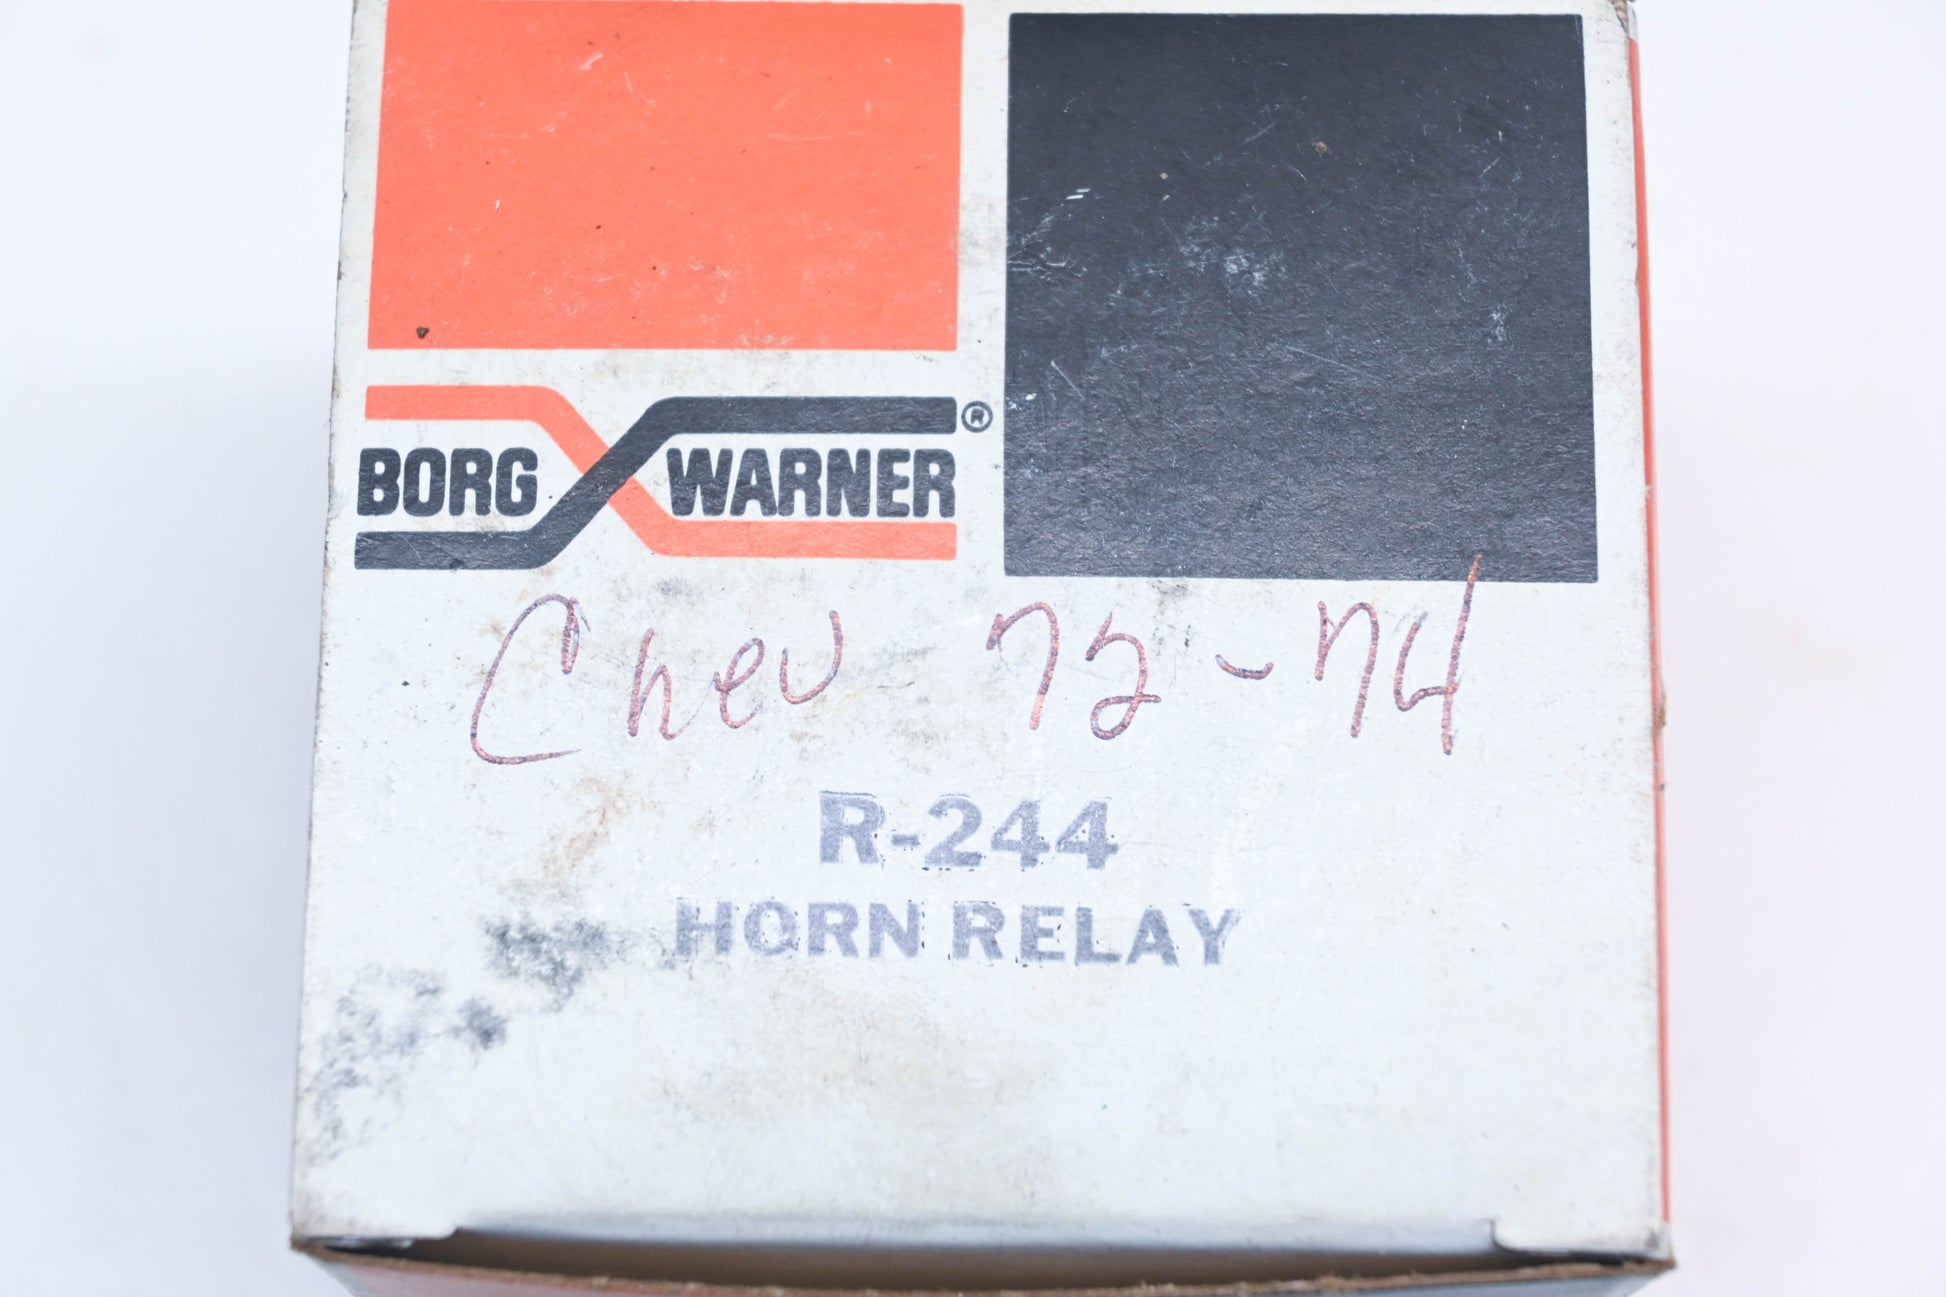 BORG WARNER ®
Chev 72-74
R-244
HORN RELAY